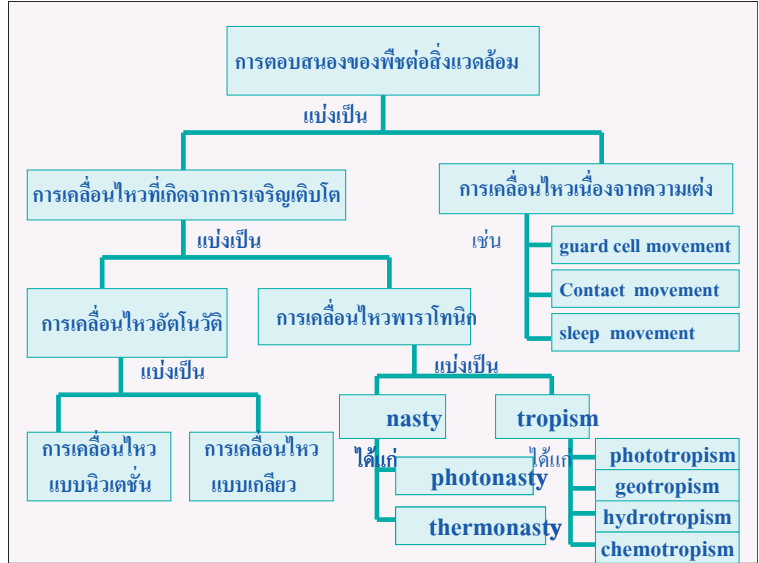 การตอบสนองของพืชต่อสิ่งแวดล้อม
แบ่งเป็น
การเคลื่อนไหวที่เกิดจากการเจริญเติบโต
การเคลื่อนไหวเนื่องจากความเต่ง
แบ่งเป็น
เช่น
guard cell movement
Contaet movement
sleep movement
การเคลื่อนไหวอัตโนวัติ
การเคลื่อนไหวพาราโทนิก
แบ่งเป็น
แบ่งเป็น
nasty
tropism
การเคลื่อนไหว
แบบนิวเตชั่น
การเคลื่อนไหว
แบบเกลียว
ได้แก่
ได้แก่
photonasty
thermonasty
phototropism
geotropism
hydrotropism
chemotropism